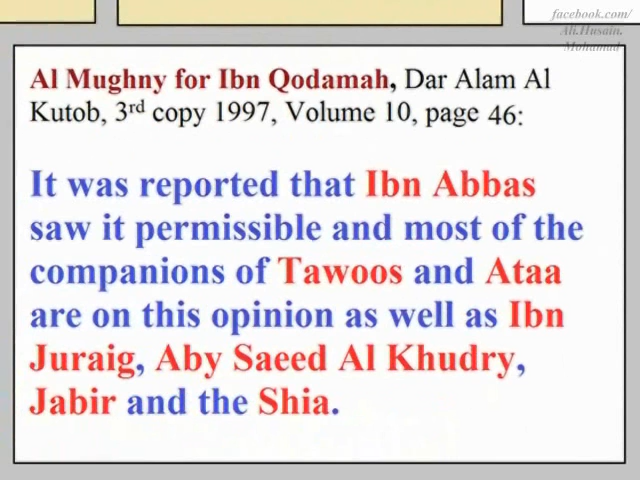 facebook.com/
Ali.Husain.
Mohamad
Al Mughny for Ibn Qodamah, Dar Alam Al
Kutob, 3rd copy 1997, Volume 10, page 46:
It was reported that Ibn Abbas
saw it permissible and most of the
companions of Tawoos and Ataa
are on this opinion as well as Ibn
Juraig, Aby Saeed Al Khudry,
Jabir and the Shia.